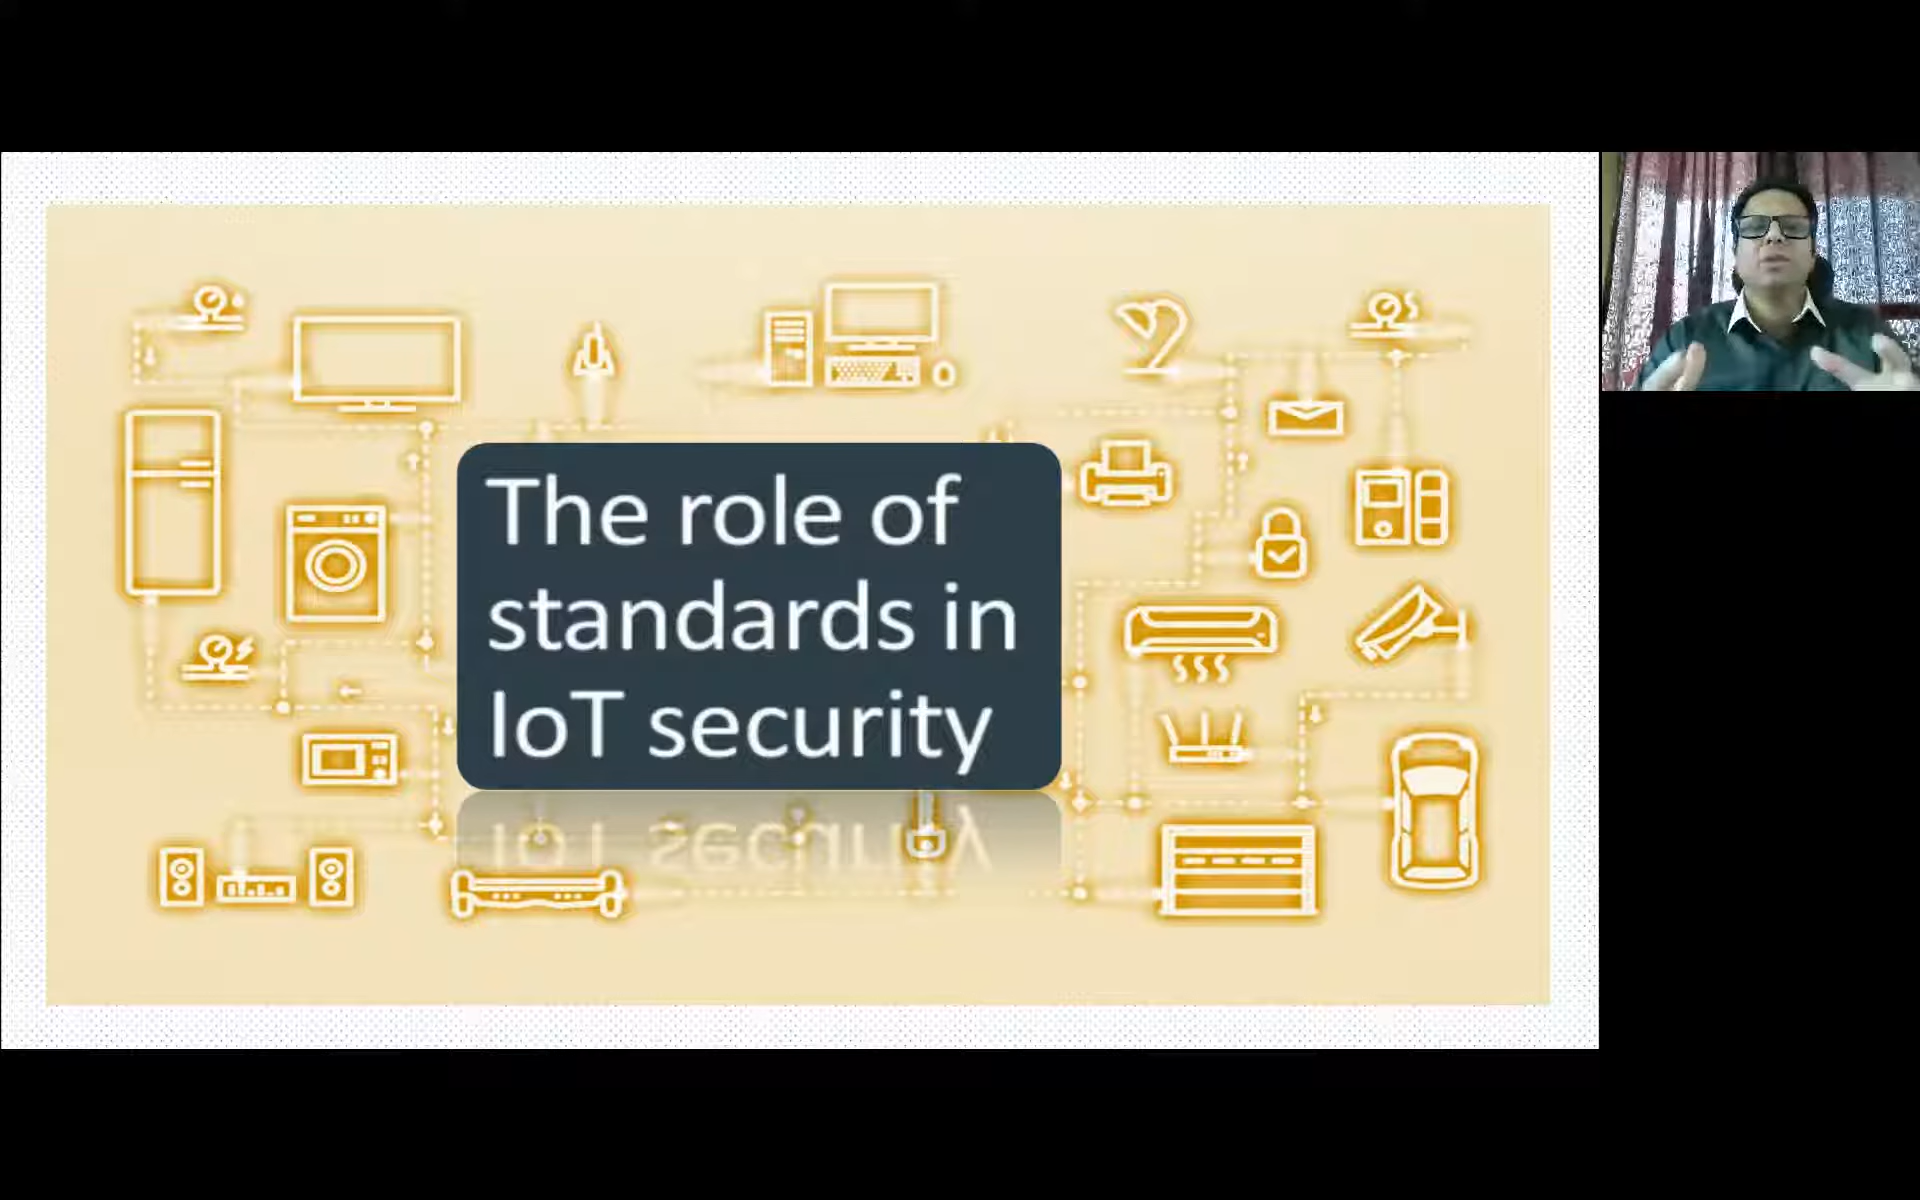 The role of
standards in
IoT security